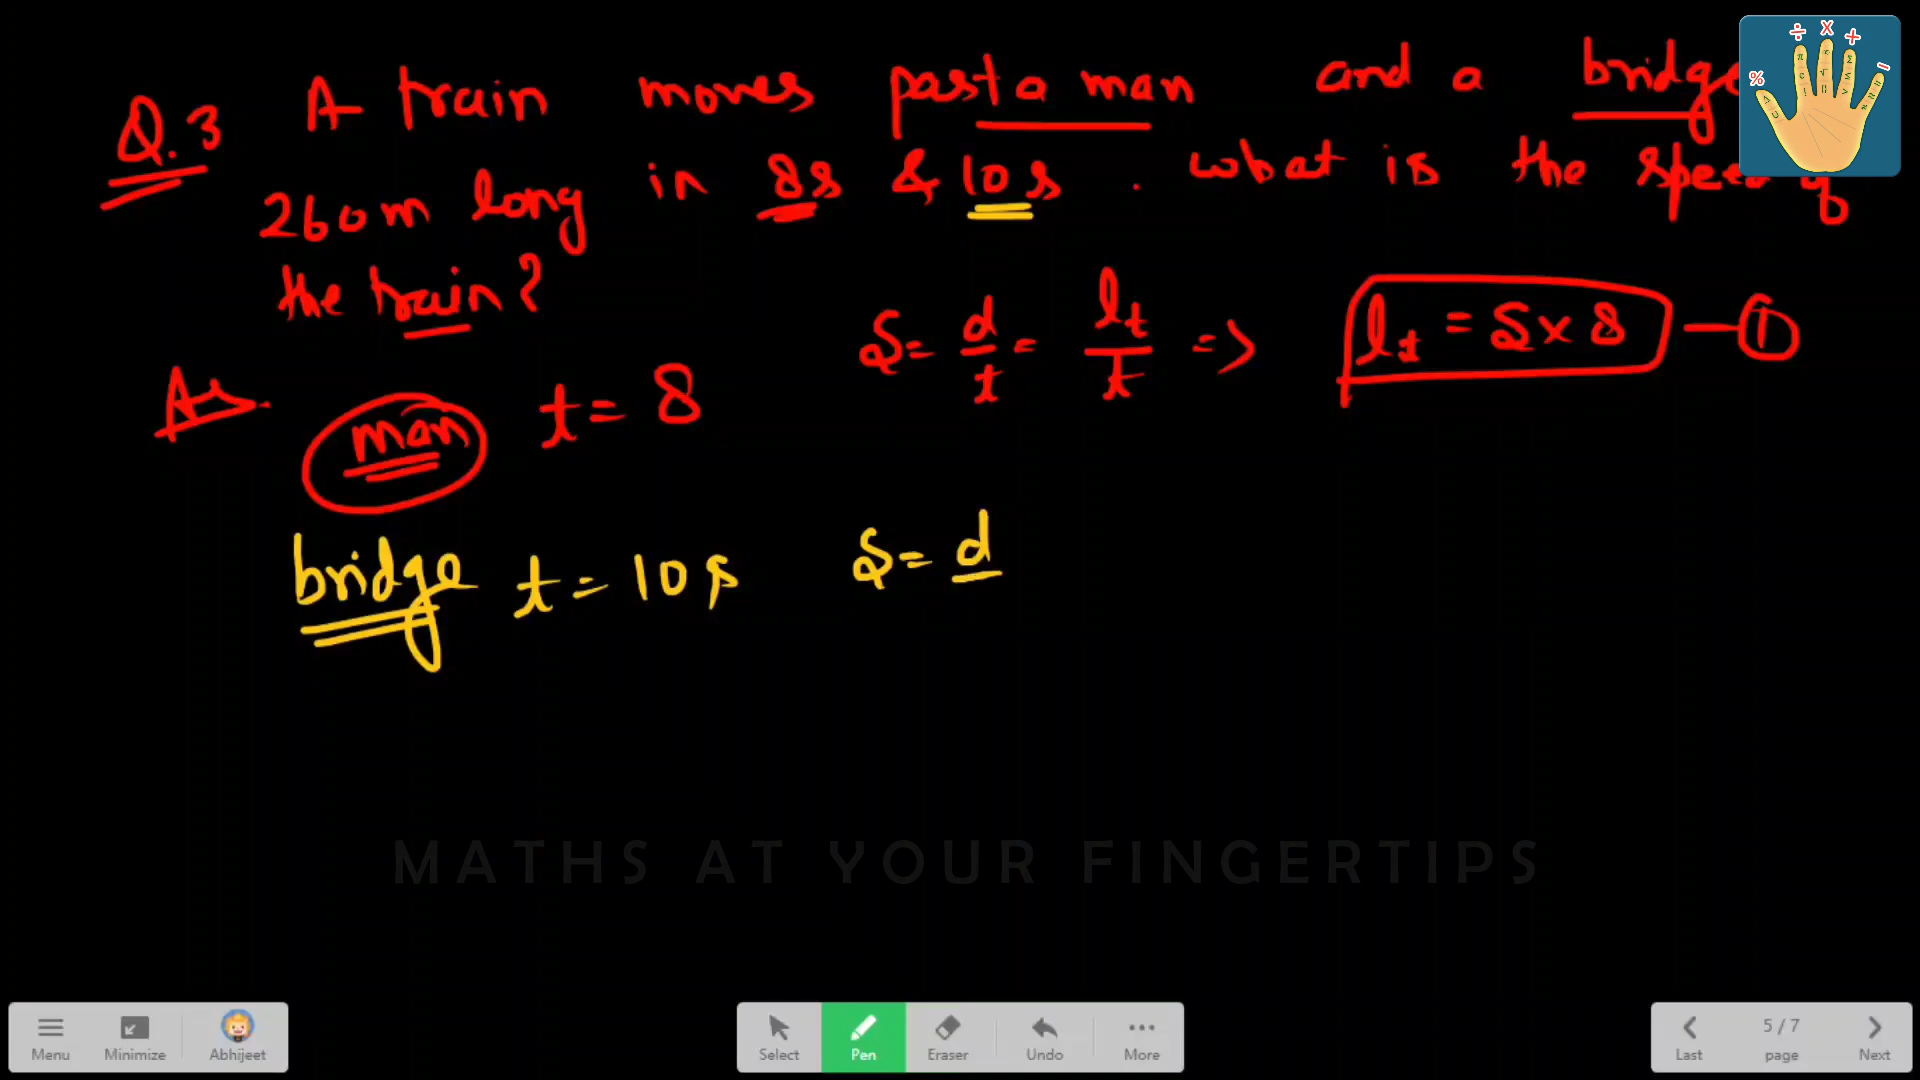 Q.3 A train moves past a man and a bridge
260m long in 8s & 10s . what is the speed of
the train?
S = d/t = lt/t => lt = S x 8 — 1
As.
man t = 8
bridge t = 10s S = d
MATHS AT YOUR FINGERTIPS
Menu Minimize Abhijeet Select Pen Eraser Undo More Last 5 / 7 page Next